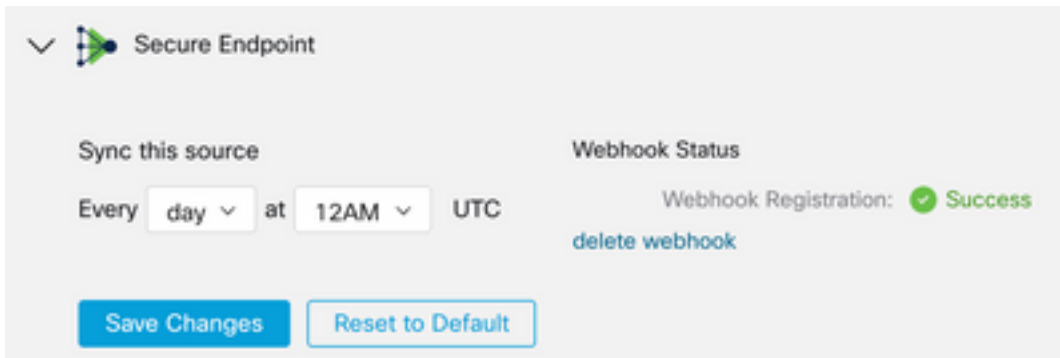 Secure Endpoint
Sync this source
Every day at 12AM UTC
Webhook Status
Webhook Registration: Success
delete webhook
Save Changes
Reset to Default